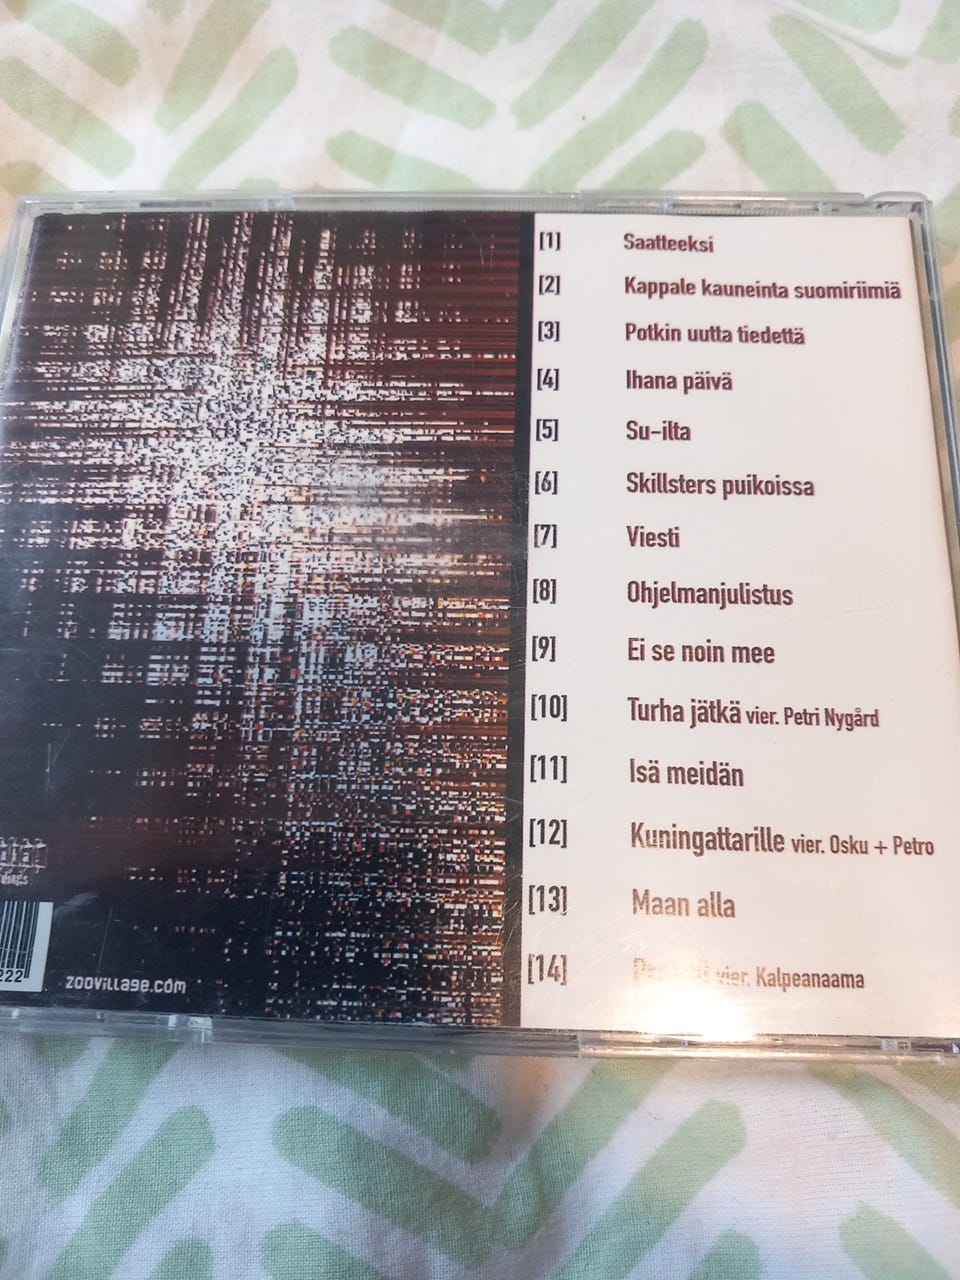 [1] Saatteeksi
[2] Kappale kauneinta suomiriimiä
[3] Potkin uutta tiedettä
[4] Ihana päivä
[5] Su-ilta
[6] Skillsters puikoissa
[7] Viesti
[8] Ohjelmanjulistus
[9] Ei se noin mee
[10] Turha jätkä vier. Petri Nygård
[11] Isä meidän
[12] Kuningattarille vier. Osku + Petro
[13] Maan alla
[14] vier. Kalpeanaama
222
zoovillage.com